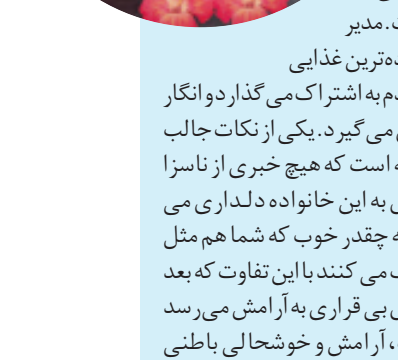 .مدیر
ترین غذایی
به اشتراک می گذارد و انگار
می گیرد. یکی از نکات جالب
است که هیچ خبری از ناسزا
به این خانواده دلـداری می
چقدر خوب که شما هم مثل
می کنند با این تفاوت که بعد
بی قراری به آرامش می رسد
، آرامش و خوشحالی باطنی